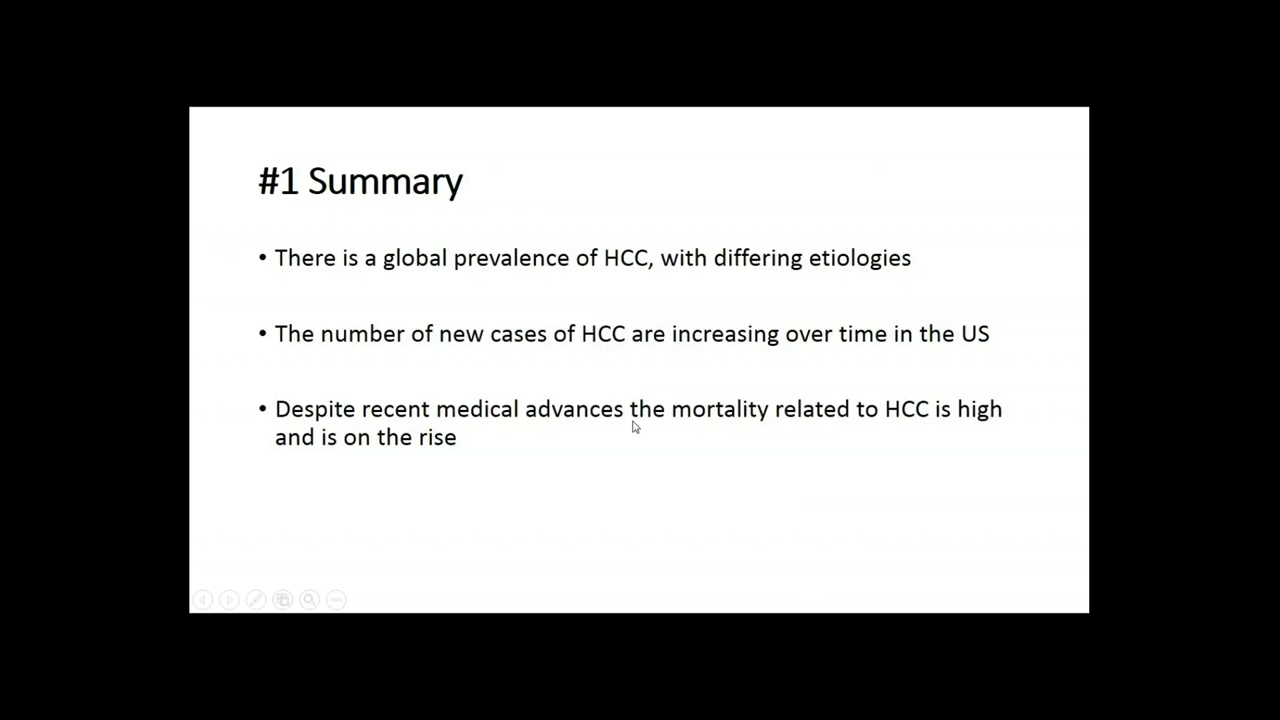 #1 Summary
• There is a global prevalence of HCC, with differing etiologies
• The number of new cases of HCC are increasing over time in the US
• Despite recent medical advances the mortality related to HCC is high
and is on the rise